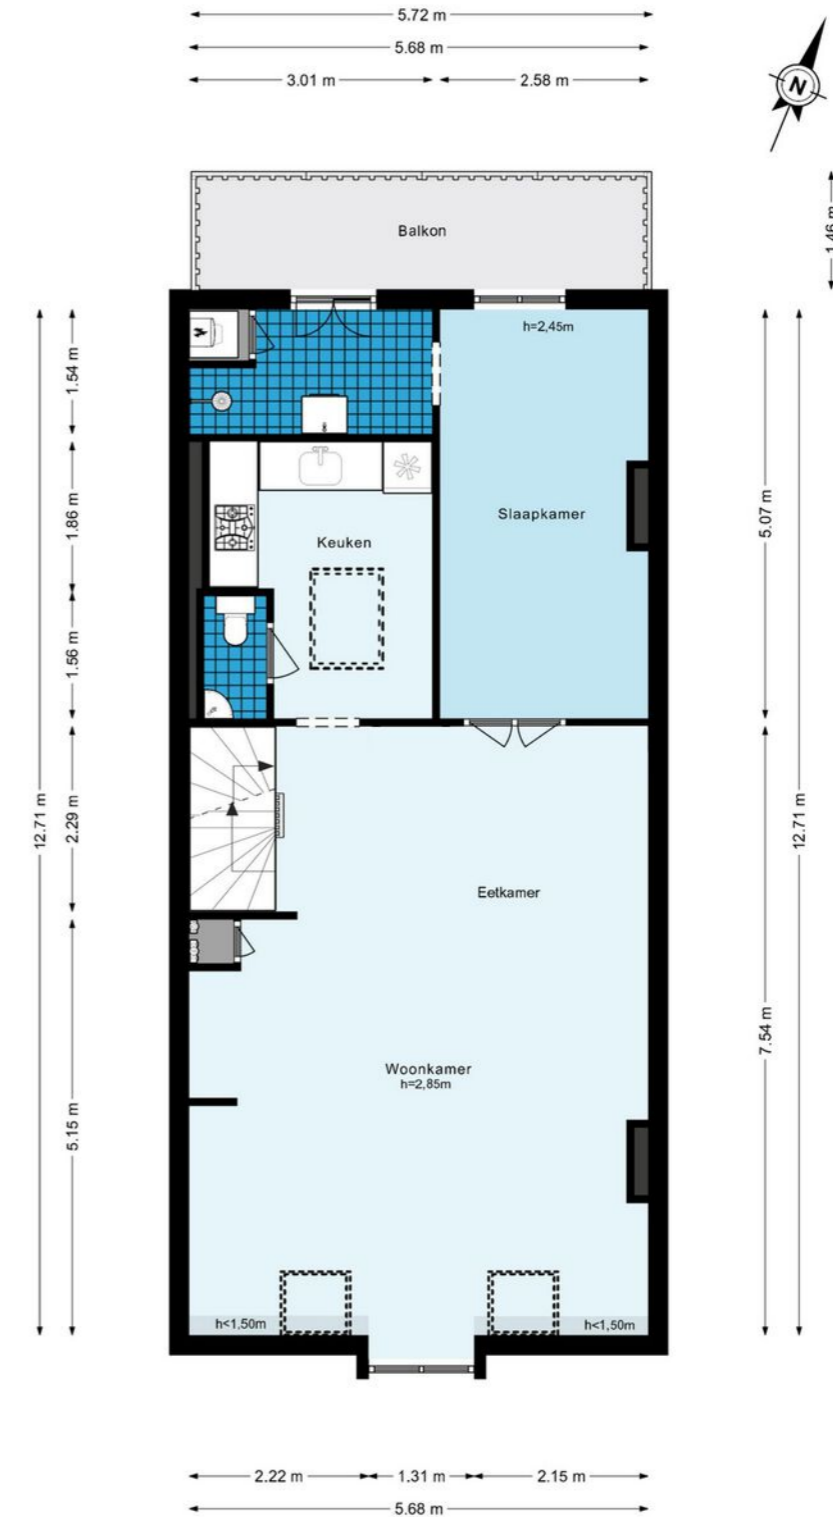 5.72 m
5.68 m
3.01 m
2.58 m
N
1.46 m
Balkon
h=2,45m
1.54 m
1.86 m
5.07 m
Slaapkamer
Keuken
1.56 m
12.71 m
2.29 m
12.71 m
Eetkamer
7.54 m
Woonkamer
h=2,85m
5.15 m
h<1,50m
h<1,50m
2.22 m
1.31 m
2.15 m
5.68 m